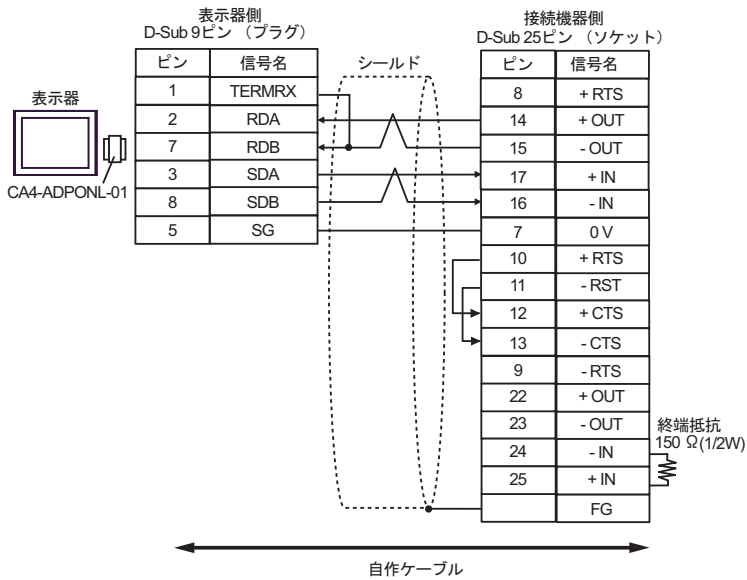 表示器側
D-Sub 9ピン （プラグ）
接続機器側
D-Sub 25ピン （ソケット）
表示器
CA4-ADPONL-01
シールド
ピン 信号名
1 TERMRX
2 RDA
7 RDB
3 SDA
8 SDB
5 SG
ピン 信号名
8 + RTS
14 + OUT
15 - OUT
17 + IN
16 - IN
7 0 V
10 + RTS
11 - RST
12 + CTS
13 - CTS
9 - RTS
22 + OUT
23 - OUT
24 - IN
25 + IN
FG
終端抵抗
150 Ω(1/2W)
自作ケーブル